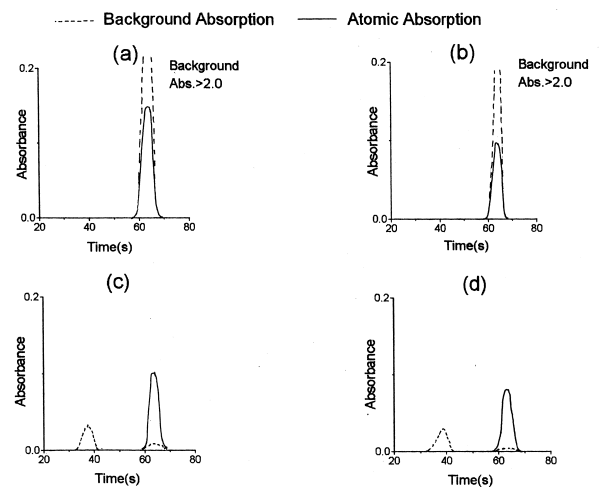 Background Absorption Atomic Absorption
(a)
0.2
Background
Abs.>2.0
Absorbance
0.0
20 40 60 80
Time(s)
(b)
0.2
Background
Abs.>2.0
Absorbance
0.0
20 40 60 80
Time(s)
(c)
0.2
Absorbance
0.0
20 40 60 80
Time(s)
(d)
0.2
Absorbance
0.0
20 40 60 80
Time(s)